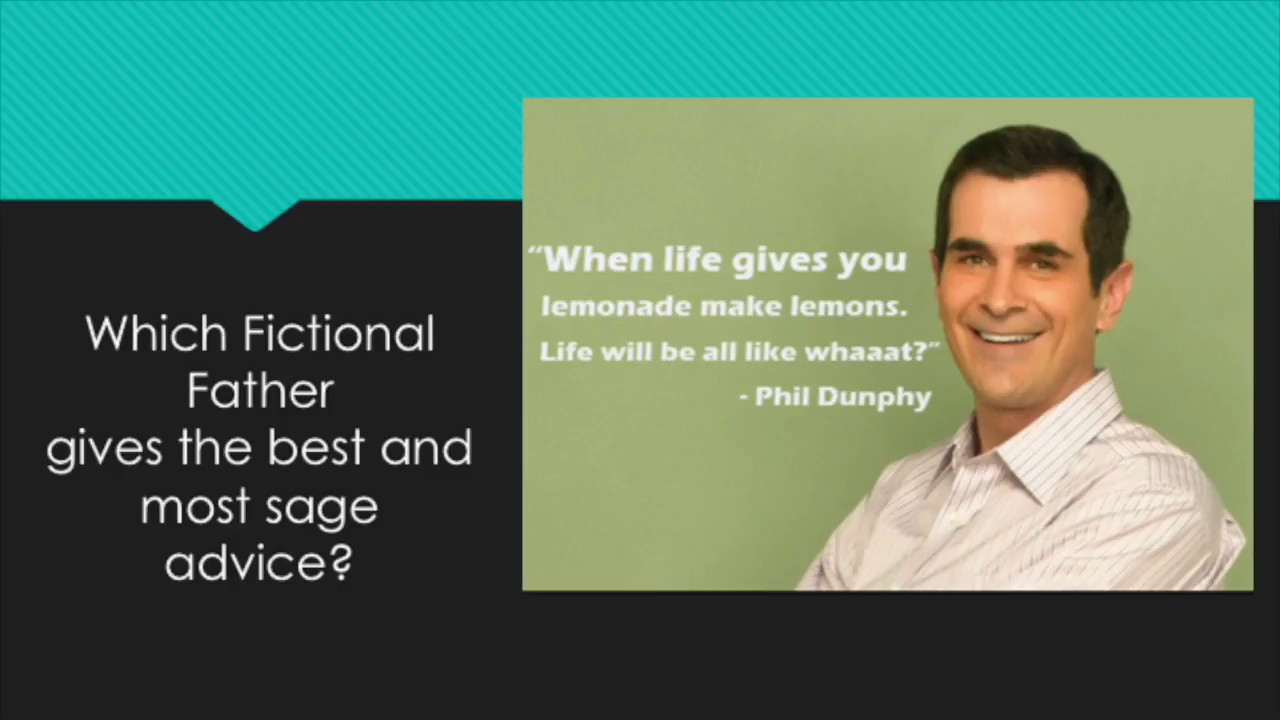 Which Fictional
Father
gives the best and
most sage
advice?
“When life gives you
lemonade make lemons.
Life will be all like whaaat?”
- Phil Dunphy